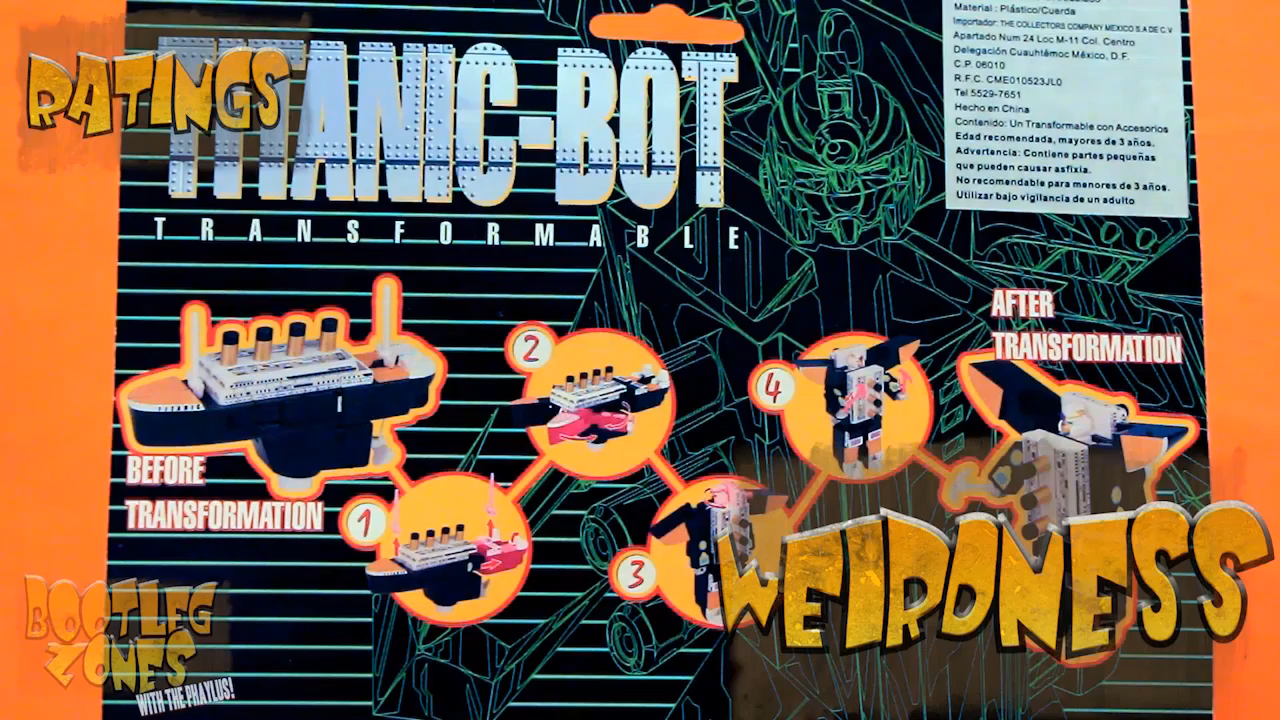 RATINGS
TITANIC-BOT
TRANSFORMABLE
Material : Plástico/Cuerda
Importador: THE COLLECTORS COMPANY MEXICO S.A DE C.V
Apartado Num 24 Loc M-11 Col. Centro
Delegación Cuauhtémoc México, D.F.
C.P. 06010
R.F.C. CME010523JL0
Tel 5529-7651
Hecho en China
Contenido: Un Transformable con Accesorios
Edad recomendada, mayores de 3 años.
Advertencia: Contiene partes pequeñas
que pueden causar asfixia.
No recomendable para menores de 3 años.
Utilizar bajo vigilancia de un adulto
AFTER
TRANSFORMATION
TITANIC
BEFORE
TRANSFORMATION
1
2
3
4
WEIRDNESS
BOOTLEG
ZONES
WITH THE PHAYLUS!